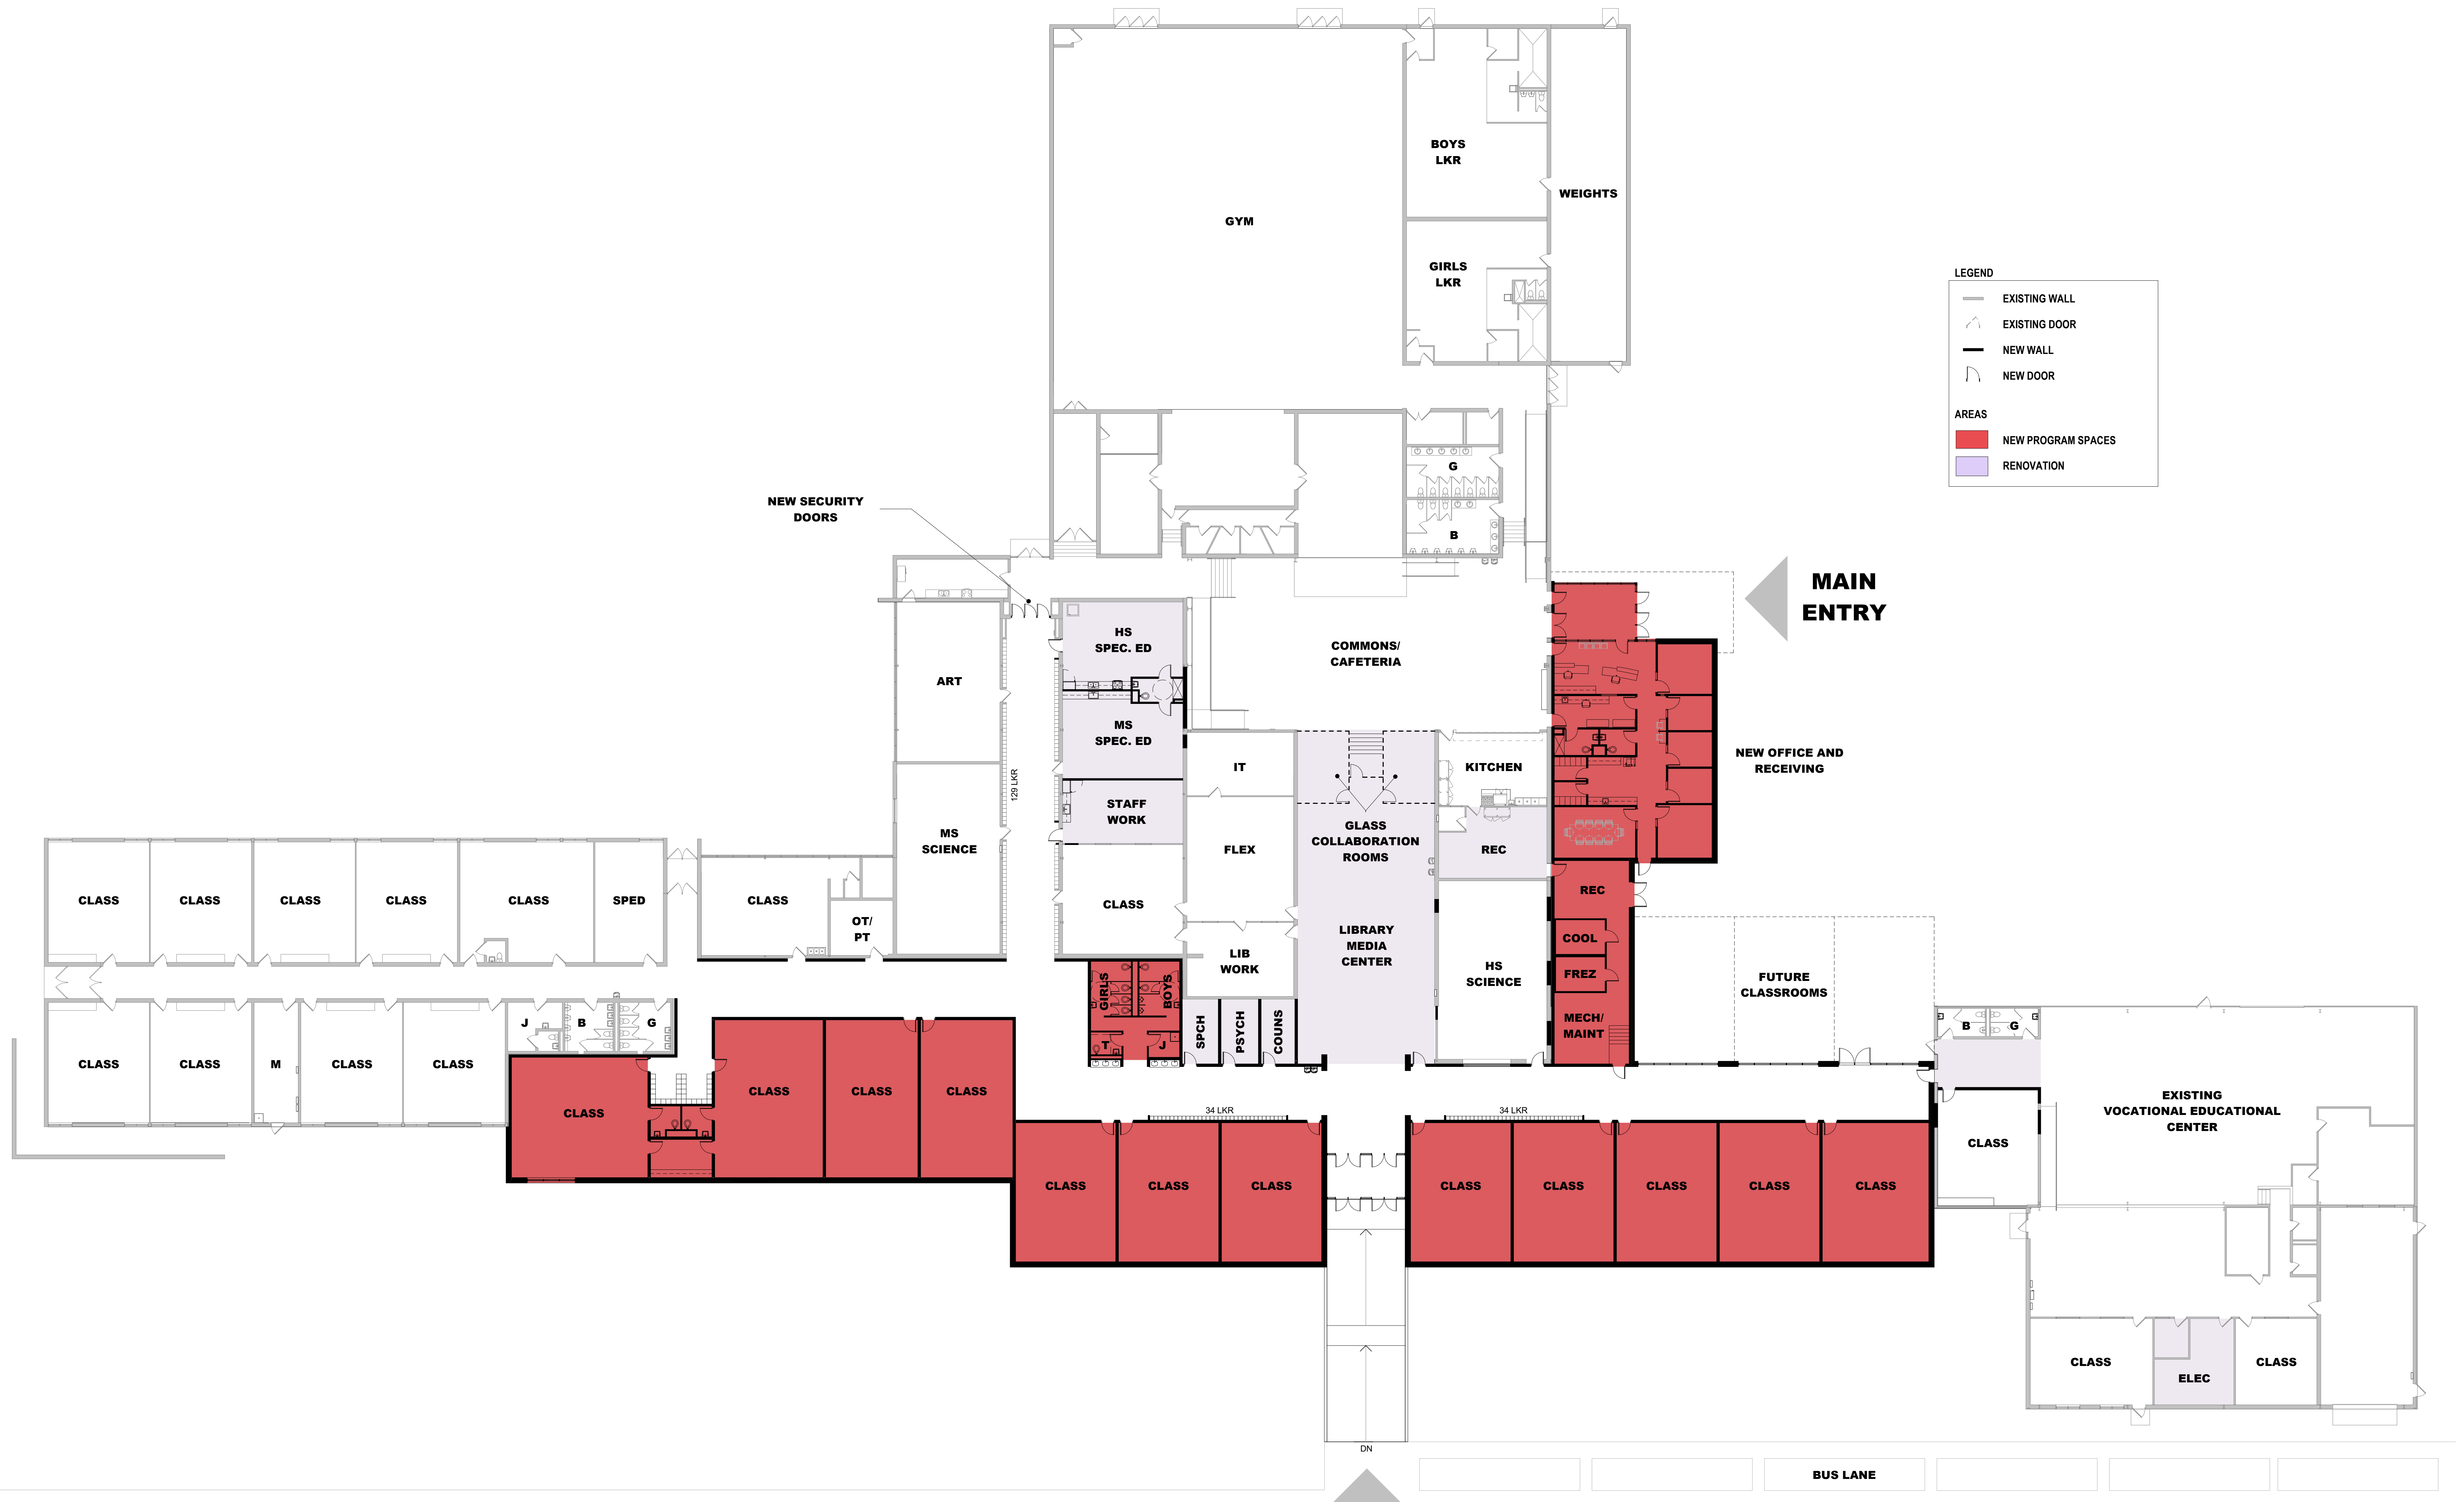 BOYS
LKR
WEIGHTS
GYM
GIRLS
LKR
LEGEND
EXISTING WALL
EXISTING DOOR
NEW WALL
NEW DOOR
AREAS
NEW PROGRAM SPACES
RENOVATION
G
B
NEW SECURITY
DOORS
MAIN
ENTRY
HS
SPEC. ED
COMMONS/
CAFETERIA
ART
MS
SPEC. ED
NEW OFFICE AND
RECEIVING
IT
KITCHEN
129 LKR
STAFF
WORK
MS
SCIENCE
FLEX
GLASS
COLLABORATION
ROOMS
REC
CLASS
CLASS
CLASS
CLASS
CLASS
SPED
CLASS
OT/
PT
CLASS
REC
LIBRARY
MEDIA
CENTER
COOL
LIB
WORK
HS
SCIENCE
FREZ
FUTURE
CLASSROOMS
GIRLS
BOYS
J
B
G
SPCH
PSYCH
COUNS
MECH/
MAINT
B
G
T
J
CLASS
CLASS
M
CLASS
CLASS
CLASS
CLASS
CLASS
CLASS
34 LKR
34 LKR
EXISTING
VOCATIONAL EDUCATIONAL
CENTER
CLASS
CLASS
CLASS
CLASS
CLASS
CLASS
CLASS
CLASS
CLASS
CLASS
ELEC
CLASS
DN
BUS LANE